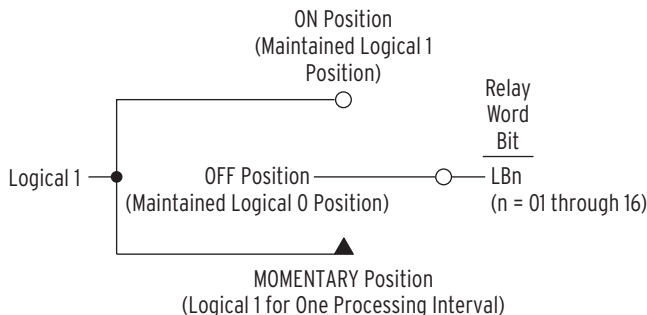 ON Position
(Maintained Logical 1
Position)
Relay
Word
Bit
Logical 1
OFF Position
LBn
(Maintained Logical 0 Position)
(n = 01 through 16)
MOMENTARY Position
(Logical 1 for One Processing Interval)